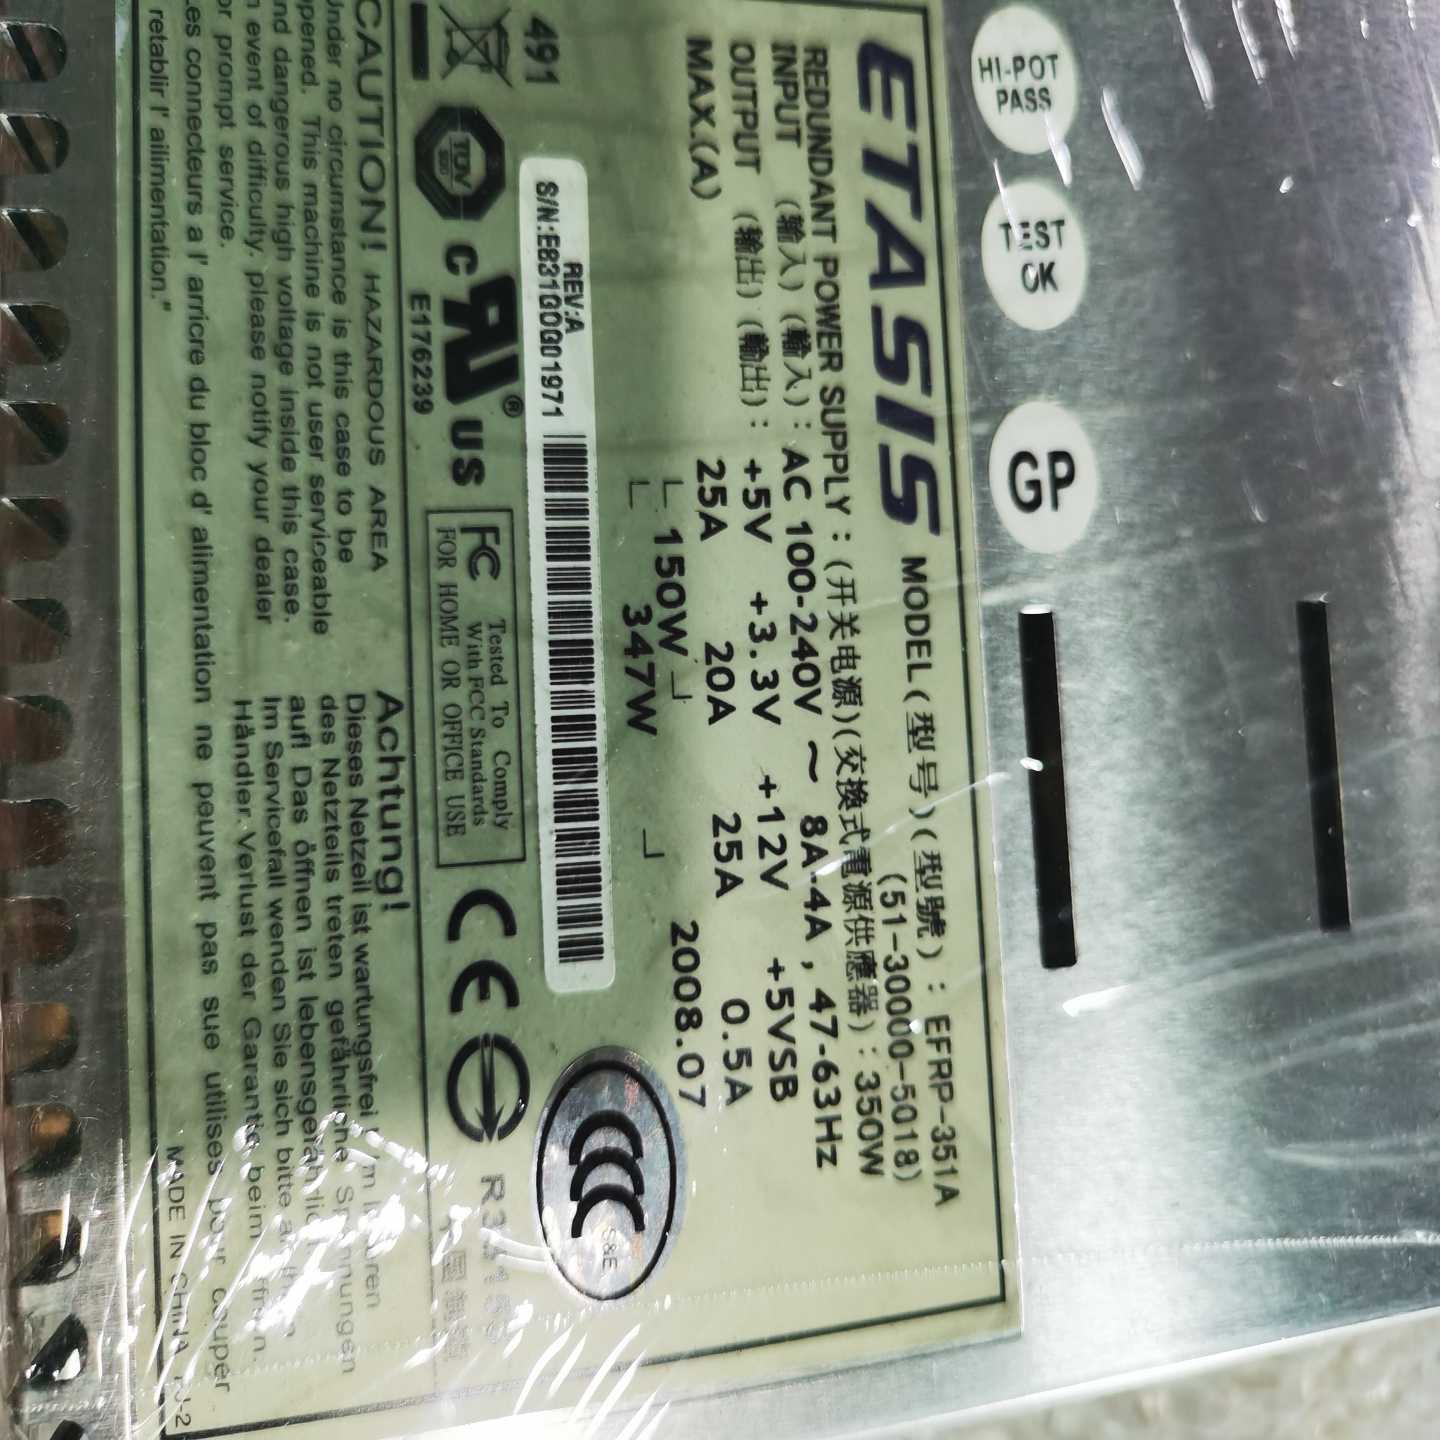 HI-POT
PASS
TEST
OK
GP
ETASIS MODEL(型号)(型號):EFRP-351A
(51-30000-5018)
REDUNDANT POWER SUPPLY:(开关电源)(交換式電源供應器):350W
INPUT (输入)(輸入):AC 100-240V ~ 8A-4A, 47-63Hz
OUTPUT (输出)(輸出): +5V +3.3V +12V +5VSB
MAX.(A) 25A 20A 25A 0.5A
150W
347W
2008.07
REV:A
S/N:E831G0G01971
491
TUV
c US ®
E176239
FC Tested To Comply
With FCC Standards
FOR HOME OR OFFICE USE
CE
CCC
S&E
CAUTION! HAZARDOUS AREA
Under no circumstance is this case to be
opened. This machine is not user serviceable
and dangerous high voltage inside this case.
event of difficulty, please notify your dealer
for prompt service.
Achtung!
Dieses Netzeil ist wartungsfrei
des Netzteils treten gefährliche
auf! Das Öffnen ist
Im Servicefall wenden Sie sich bitte
Händler. Verlust der Garantie beim
Les connecteurs a l' arricre du bloc d' alimentation ne peuvent pas sue utilises pour couper
retablir l' ailimentation."
MADE IN CHINA